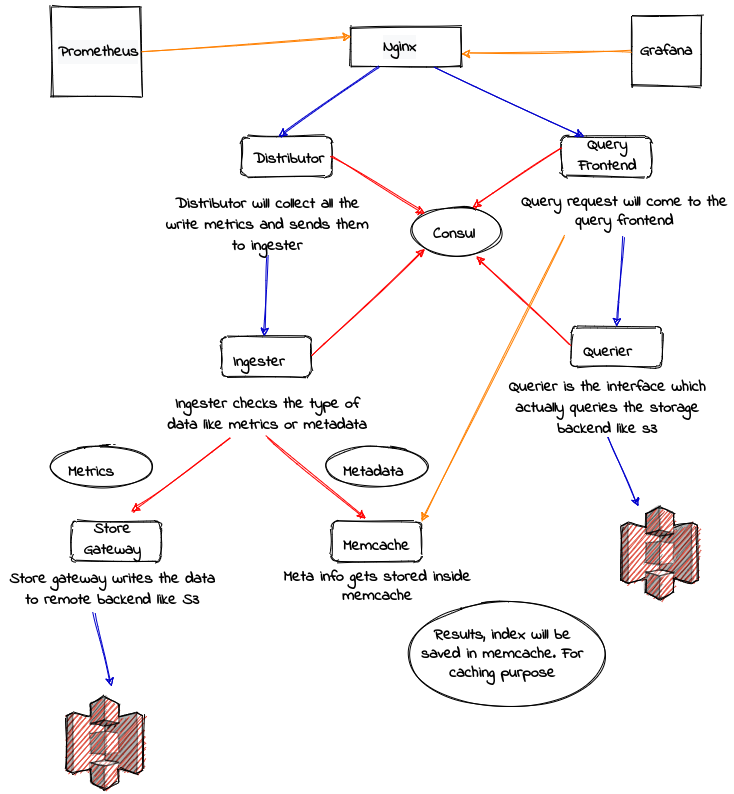 Prometheus
Nginx
Grafana
Distributor
Query
Frontend
Distributor will collect all the
write metrics and sends them
to ingester
Consul
Query request will come to the
query frontend
Ingester
Querier
Ingester checks the type of
data like metrics or metadata
Querier is the interface which
actually queries the storage
backend like s3
Metrics
Metadata
Store
Gateway
Memcache
Store gateway writes the data
to remote backend like S3
Meta info gets stored inside
memcache
Results, index will be
saved in memcache. For
caching purpose